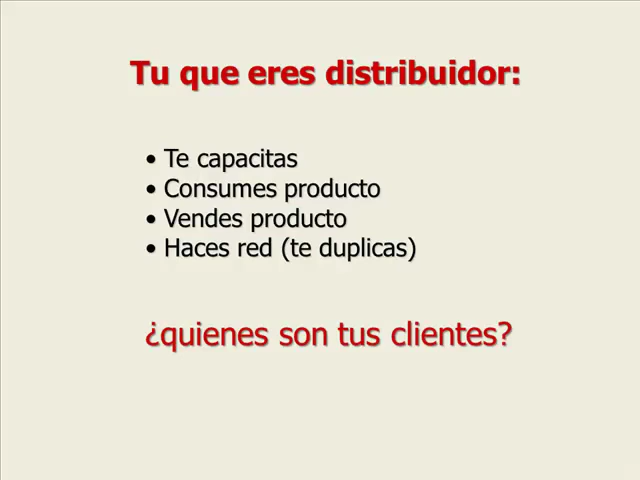 Tu que eres distribuidor:
• Te capacitas
• Consumes producto
• Vendes producto
• Haces red (te duplicas)
¿quienes son tus clientes?